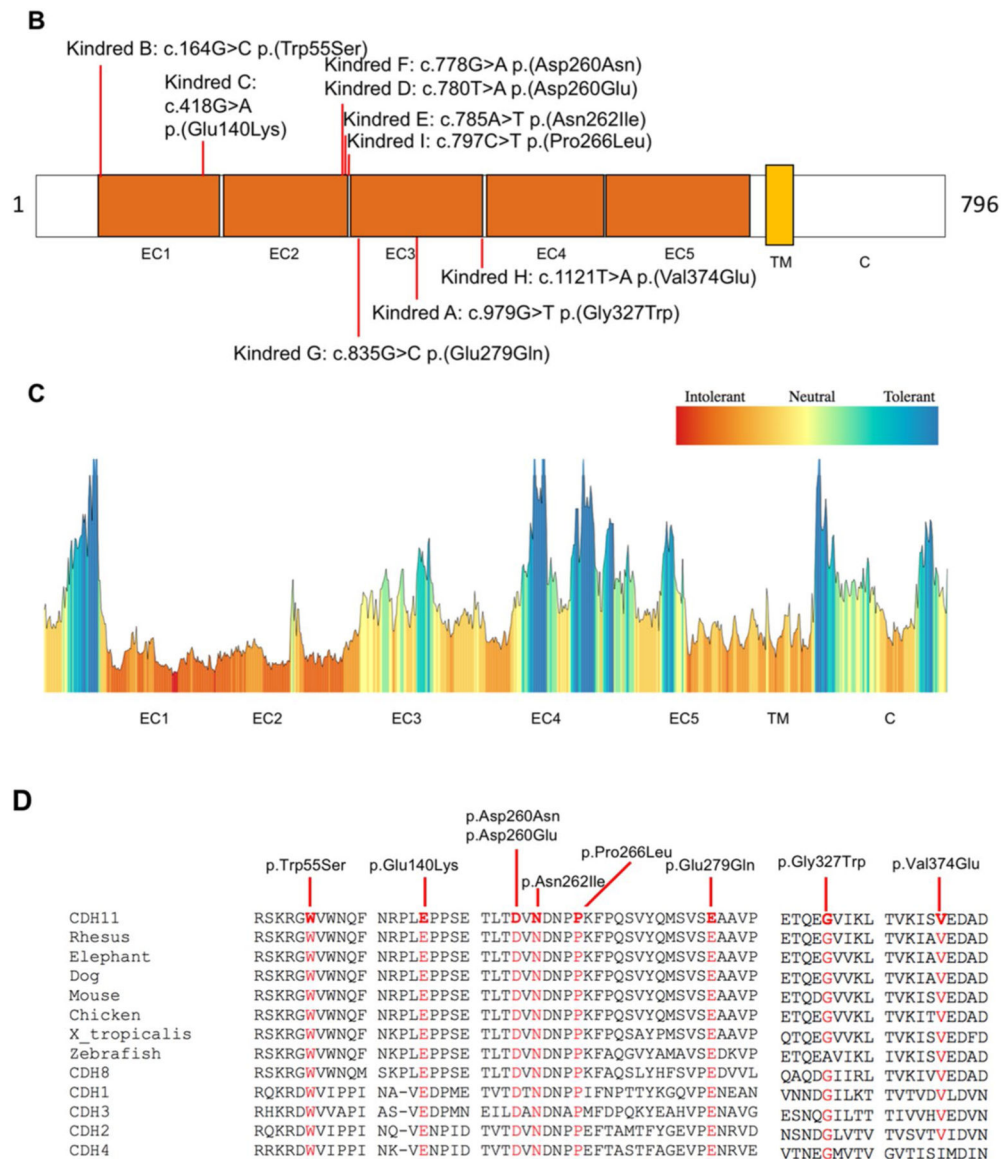 B
Kindred B: c.164G>C p.(Trp55Ser)
Kindred F: c.778G>A p.(Asp260Asn)
Kindred C:
c.418G>A
p.(Glu140Lys)
Kindred D: c.780T>A p.(Asp260Glu)
Kindred E: c.785A>T p.(Asn262Ile)
Kindred I: c.797C>T p.(Pro266Leu)
1
796
EC1 EC2 EC3 EC4 EC5 TM C
Kindred H: c.1121T>A p.(Val374Glu)
Kindred A: c.979G>T p.(Gly327Trp)
Kindred G: c.835G>C p.(Glu279Gln)
C
Intolerant Neutral Tolerant
EC1 EC2 EC3 EC4 EC5 TM C
D
p.Asp260Asn
p.Asp260Glu
p.Trp55Ser p.Glu140Lys p.Asn262Ile p.Pro266Leu p.Glu279Gln p.Gly327Trp p.Val374Glu
CDH11 RSKRGWVWNQF NRPLEPPSE TLTDVNDNPPKFPQSVYQMSVSEAAVP ETQEGVIKL TVKISVEDAD
Rhesus RSKRGWVWNQF NRPLEPPSE TLTDVNDNPPKFPQSVYQMSVSEAAVP ETQEGVIKL TVKIAVEDAD
Elephant RSKRGWVWNQF NRPLEPPSE TLTDVNDNPPKFPQSVYQMSVSEAAVP ETQEGVVKL TVKIAVEDAD
Dog RSKRGWVWNQF NRPLEPPSE TLTDVNDNPPKFPQSVYQMSVSEAAVP ETQEGVVKL TVKIAVEDAD
Mouse RSKRGWVWNQF NRPLEPPSE TLTDVNDNPPKFPQSVYQMSVSEAAVP ETQDGVVKL TVKISVEDAD
Chicken RSKRGWVWNQF NRPLEPPSE TLTDVNDNPPKFPQSVYQMSVSEAAVP ETQEGVVKL TVKITVEDAD
X_tropicalis RSKRGWVWNQF NKPLEPPSE TLTDVNDNPPKFPQSAYPMSVSEAAVP QTQEGVVKL TVKISVEDFD
Zebrafish RSKRGWVWNQF NKPLEPPSE TLTDVNDNPPKFAQGVYAMAVSEDKVP ETQEAVIKL KVKISVEDAD
CDH8 RSKRGWVWNQM SKPLEPPSE TLTDVNDNPPKFAQSLYHFSVPEDVVL QAQDGIIRL TVKIVVEDAD
CDH1 RQKRDWVIPPI NA-VEDPME TVTDTNDNPPIFNPTTYKGQVPENEAN VNNDGILKT TVTVDVLDVN
CDH3 RHKRDWVVAPI AS-VEDPMN EILDANDNAPMFDPQKYEAHVPENAVG ESNQGILTT TIVVHVEDVN
CDH2 RQKRDWVIPPI NQ-VENPID TVTDVNDNPPEFTAMTFYGEVPENRVD NSNDGLVTV TVSVTVIDVN
CDH4 RRKRDWVIPPI NK-VENPID TVTDVNDNPPEFTASTFAGEVPENRVE VTNEGMVTV GVTISIMDIN